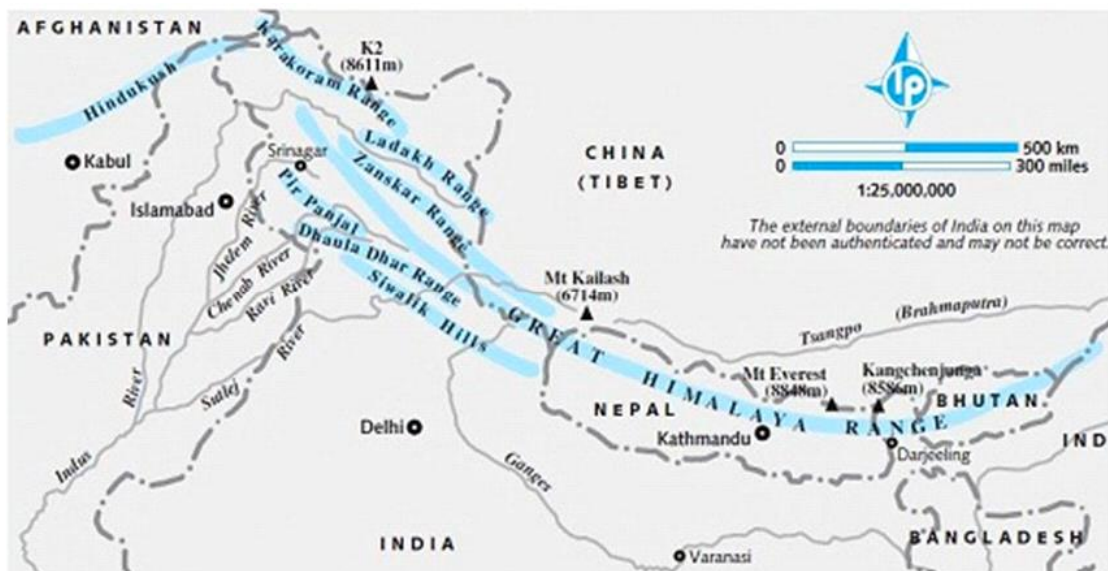 AFGHANISTAN
Karakoram Range
K2
(8611m)
Hindukush
Ladakh Range
Kabul
Srinagar
Zanskar Range
CHINA
(TIBET)
lp
0 500 km
0 300 miles
1:25,000,000
Islamabad
Pir Panjal
Jhelem River
Dhaula Dhar Range
The external boundaries of India on this map
have not been authenticated and may not be correct.
Chenab River
Ravi River
Siwalik Hills
Mt Kailash
(6714m)
PAKISTAN
GREAT HIMALAYA RANGE
Tsangpo (Brahmaputra)
River
Sutlej
Mt Everest
(8848m)
Kangchenjunga
(8586m)
BHUTAN
NEPAL
Delhi
Kathmandu
IND
Darjeeling
Indus
River
Ganges
INDIA
Varanasi
BANGLADESH